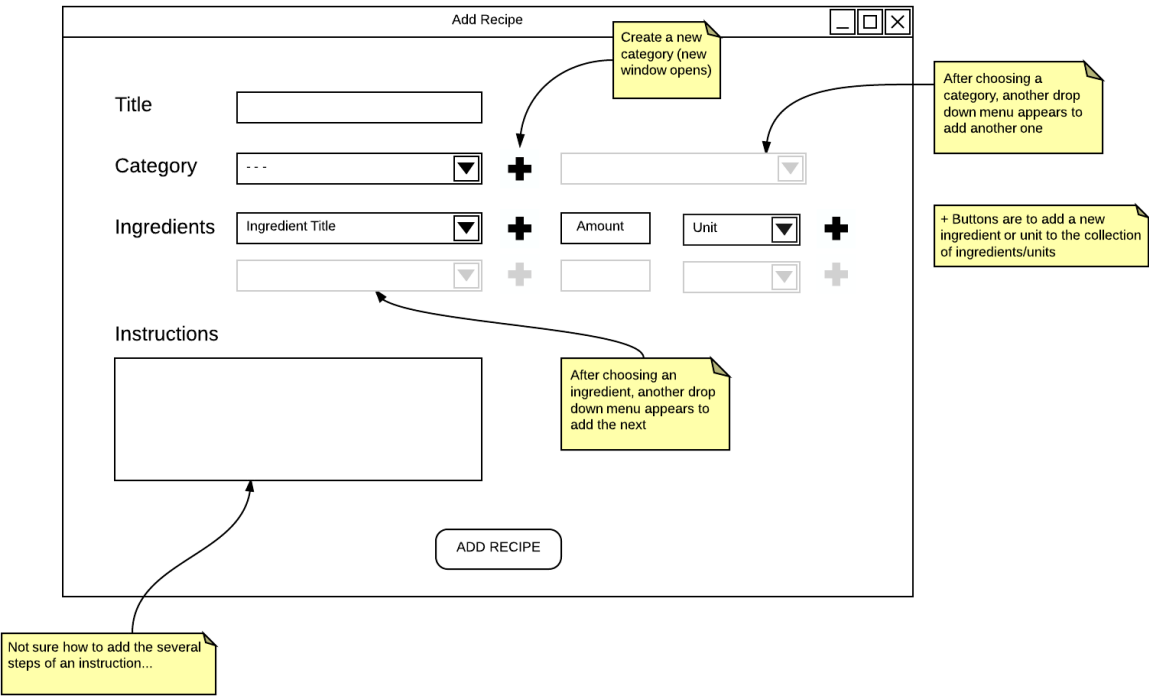 Add Recipe
Create a new
category (new
window opens)
After choosing a
category, another drop
down menu appears to
add another one
Title
Category
- - -
+ Buttons are to add a new
ingredient or unit to the collection
of ingredients/units
Ingredients
Ingredient Title
Amount
Unit
Instructions
After choosing an
ingredient, another drop
down menu appears to
add the next
ADD RECIPE
Not sure how to add the several
steps of an instruction...